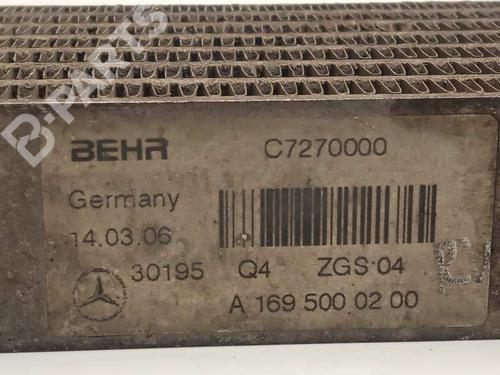 B-PARTS
BEHR C7270000
Germany
14.03.06
30195 Q4 ZGS 04
A 169 500 02 00